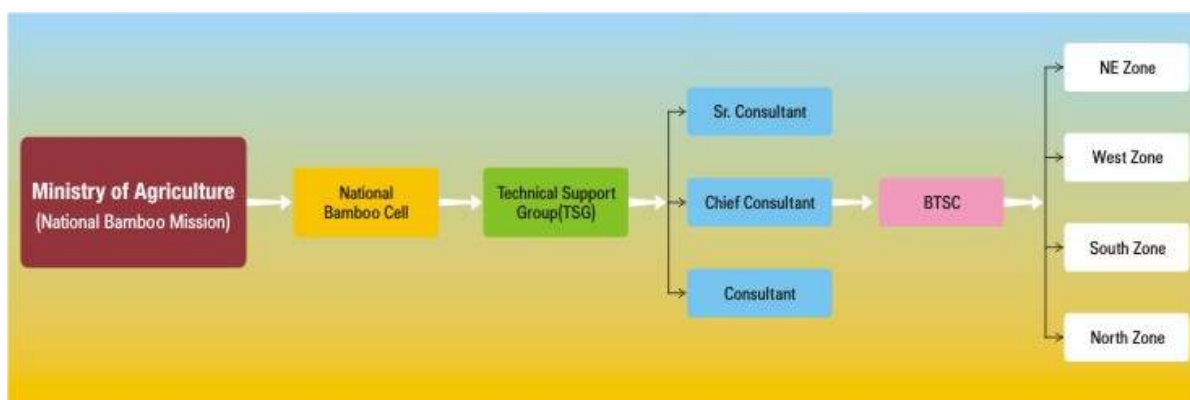 Ministry of Agriculture
(National Bamboo Mission)
National
Bamboo Cell
Technical Support
Group(TSG)
Sr. Consultant
Chief Consultant
Consultant
BTSC
NE Zone
West Zone
South Zone
North Zone